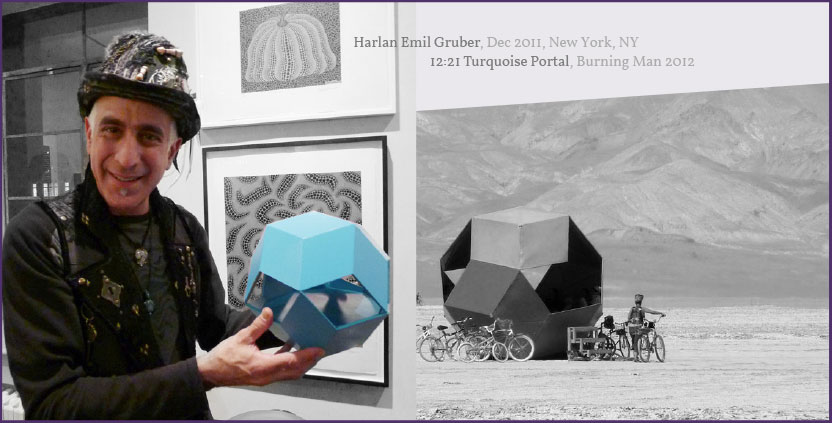 Harlan Emil Gruber, Dec 2011, New York, NY
12:21 Turquoise Portal, Burning Man 2012